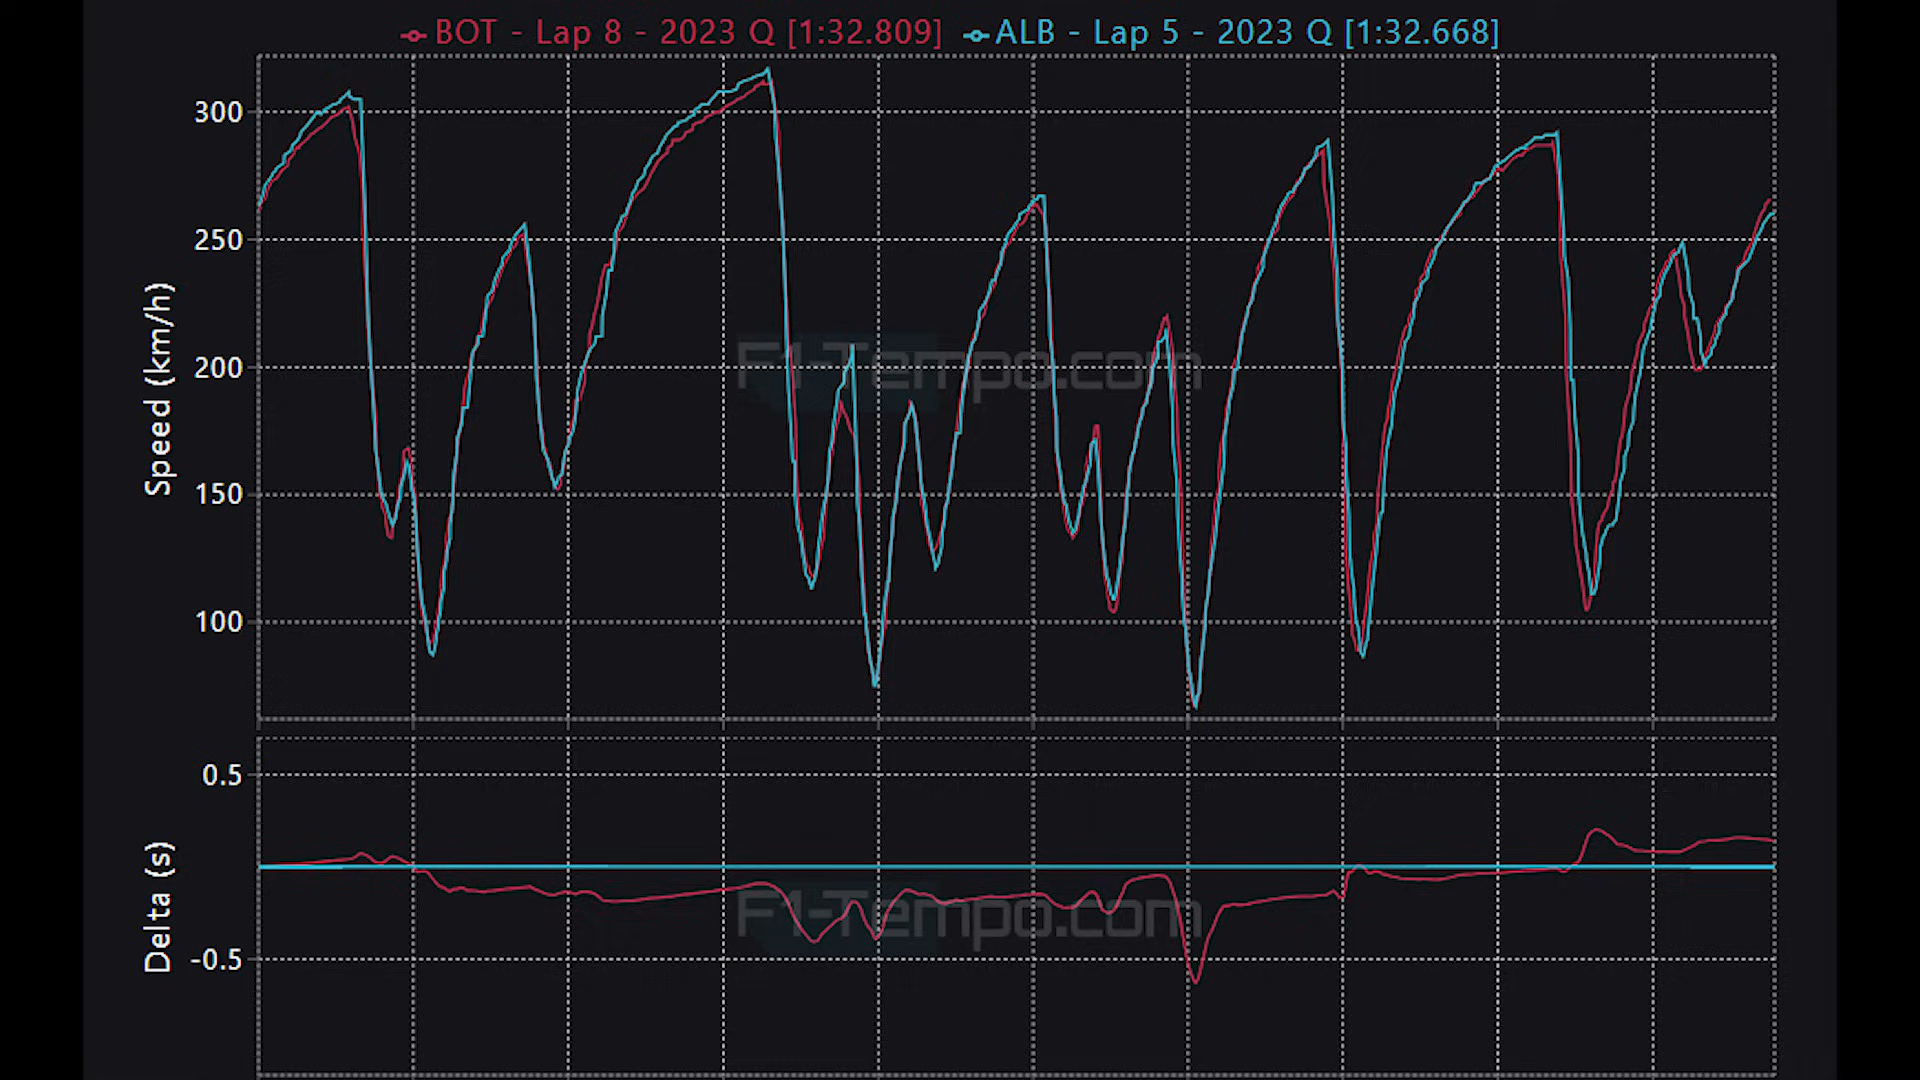 BOT - Lap 8 - 2023 Q [1:32.809] ALB - Lap 5 - 2023 Q [1:32.668]
300
250
200
150
100
Speed (km/h)
F1-Tempo.com
0.5
-0.5
Delta (s)
F1-Tempo.com